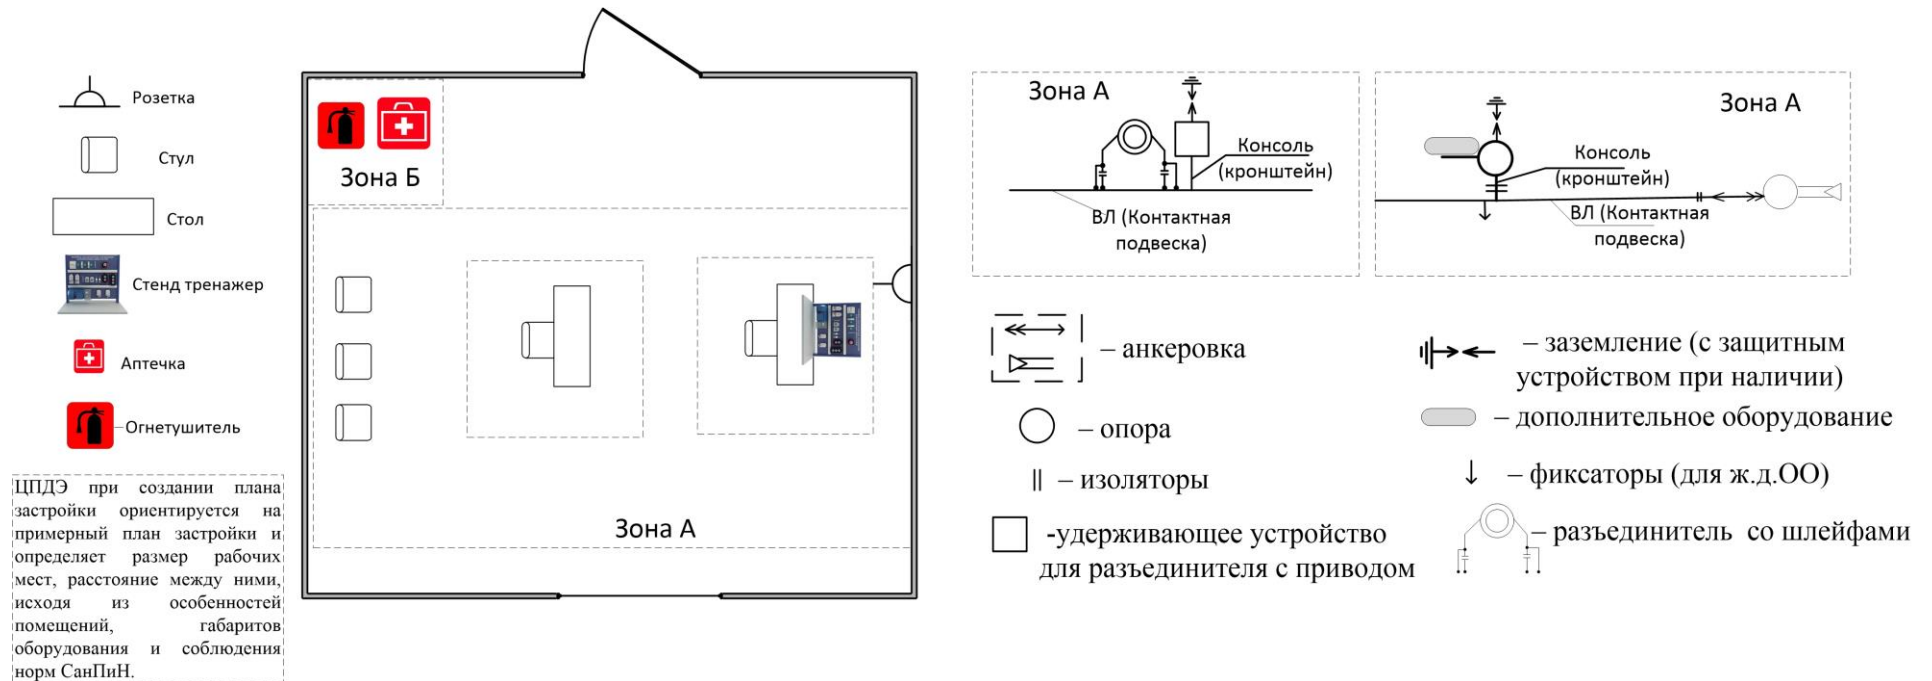 Розетка
Стул
Стол
Стенд тренажер
Аптечка
Огнетушитель
ЦПДЭ при создании плана
застройки ориентируется на
примерный план застройки и
определяет размер рабочих
мест, расстояние между ними,
исходя из особенностей
помещений, габаритов
оборудования и соблюдения
норм СанПиН.
Зона Б
Зона А
Зона А
Консоль
(кронштейн)
ВЛ (Контактная
подвеска)
Зона А
Консоль
(кронштейн)
ВЛ (Контактная
подвеска)
– анкеровка
– опора
– изоляторы
-удерживающее устройство
для разъединителя с приводом
– заземление (с защитным
устройством при наличии)
– дополнительное оборудование
– фиксаторы (для ж.д.ОО)
– разъединитель со шлейфами